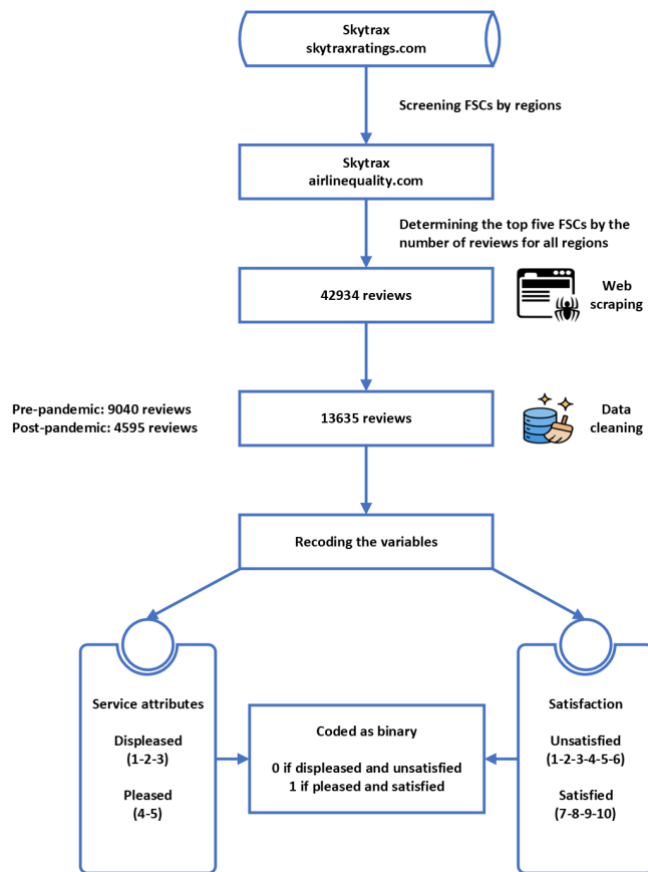 Skytrax
skytraxratings.com
Screening FSCs by regions
Skytrax
airlinequality.com
Determining the top five FSCs by the
number of reviews for all regions
42934 reviews
Web
scraping
Pre-pandemic: 9040 reviews
Post-pandemic: 4595 reviews
13635 reviews
Data
cleaning
Recoding the variables
Service attributes
Displeased
(1-2-3)
Pleased
(4-5)
Coded as binary
0 if displeased and unsatisfied
1 if pleased and satisfied
Satisfaction
Unsatisfied
(1-2-3-4-5-6)
Satisfied
(7-8-9-10)